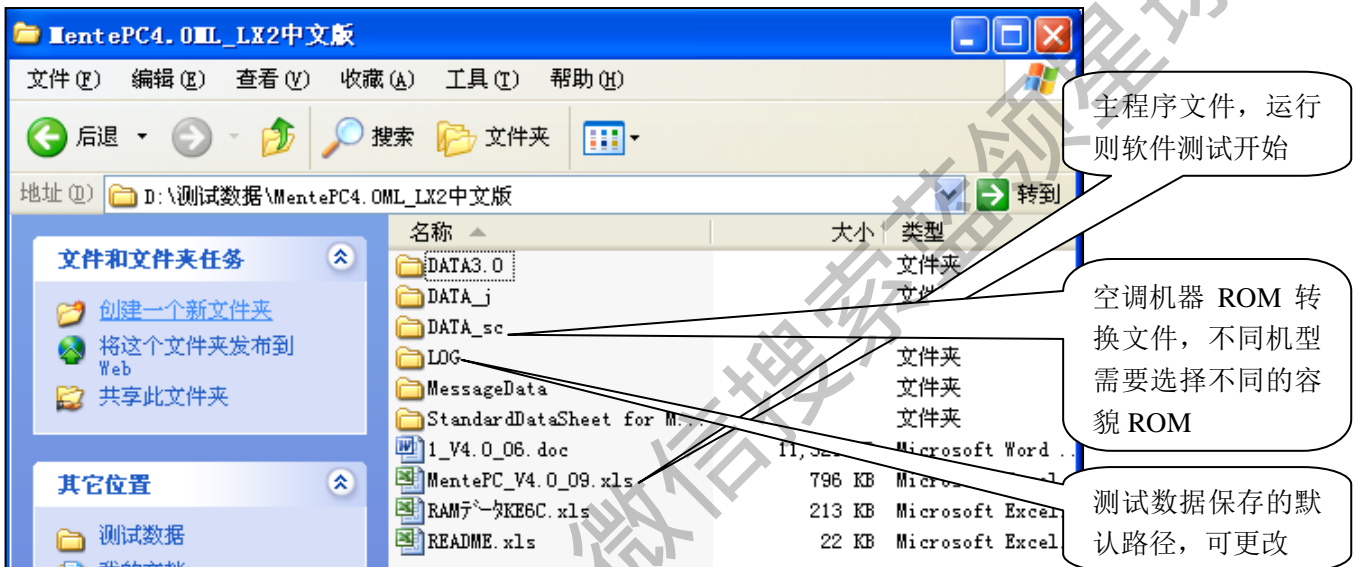 MentePC4.0ML_LX2中文版
文件(F) 编辑(E) 查看(V) 收藏(A) 工具(T) 帮助(H)
后退 搜索 文件夹
地址(D) D:\测试数据\MentePC4.0ML_LX2中文版 转到
名称 大小 类型
文件和文件夹任务
创建一个新文件夹
将这个文件夹发布到
Web
共享此文件夹
其它位置
测试数据
DATA3.0 文件夹
DATA_j
DATA_sc
LOG 文件夹
MessageData 文件夹
StandardDataSheet for M... 文件夹
1_V4.0_06.doc Microsoft Word ..
MentePC_V4.0_09.xls 796 KB
RAMデータKE6C.xls 213 KB Microsoft Excel
README.xls 22 KB Microsoft Excel
主程序文件，运行
则软件测试开始
空调机器 ROM 转
换文件，不同机型
需要选择不同的容
貌 ROM
测试数据保存的默
认路径，可更改
微信搜索蓝领星球